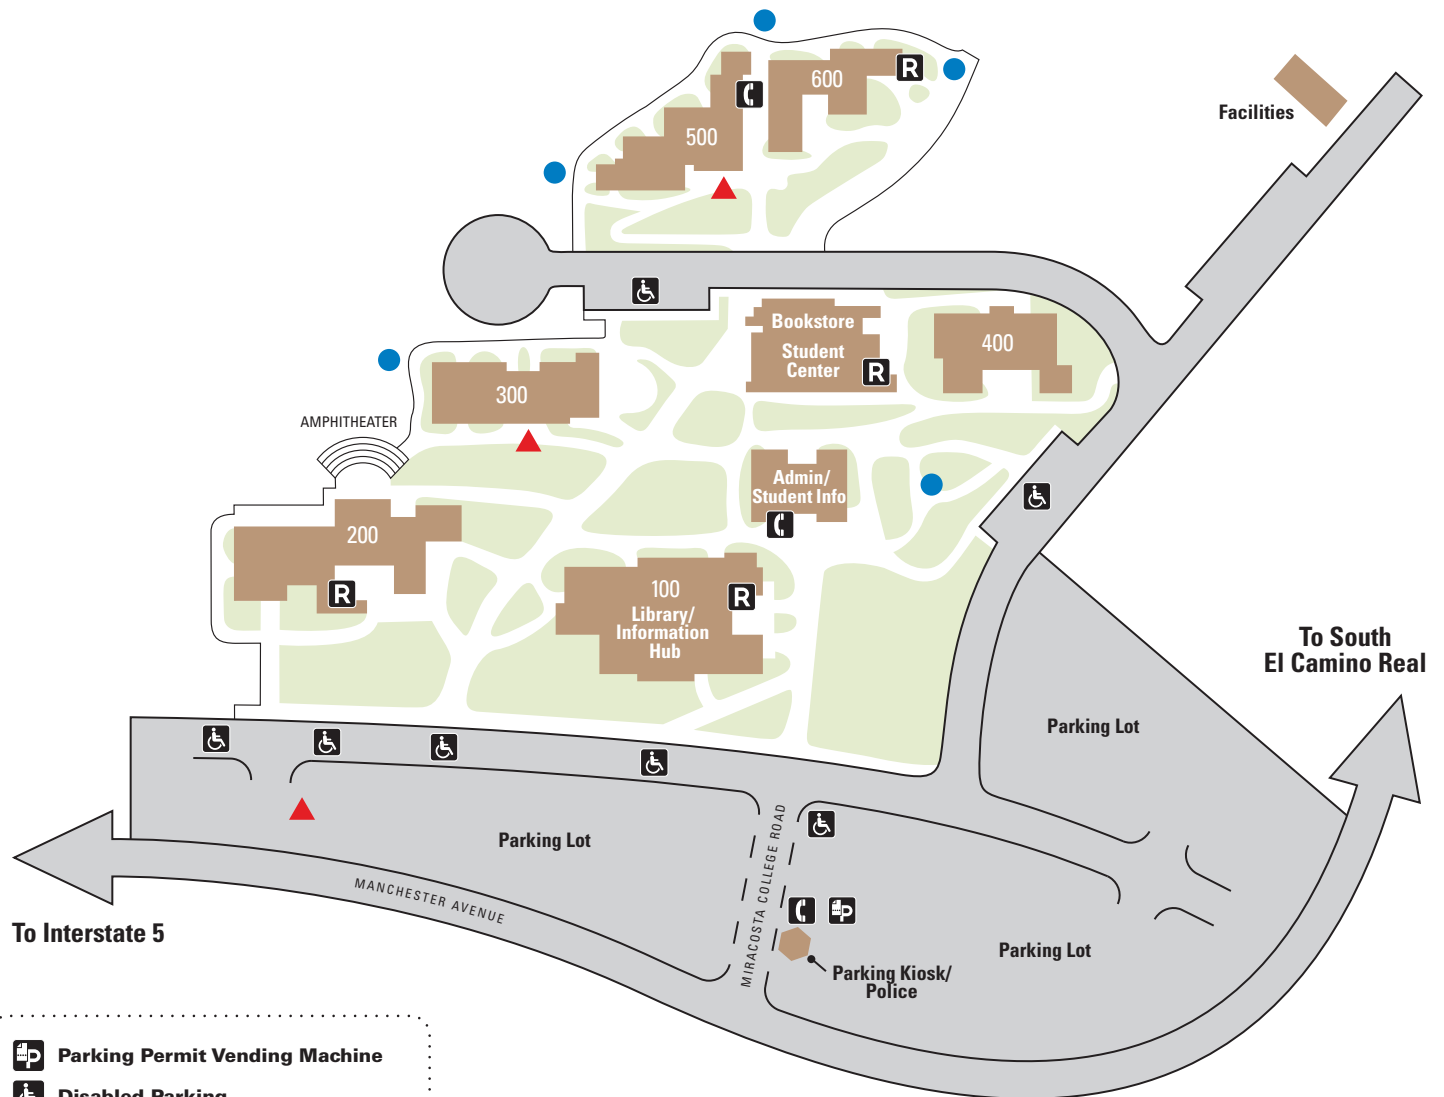 600
R
500
Facilities
Bookstore
Student
Center
R
400
300
AMPHITHEATER
Admin/
Student Info
200
R
100
Library/
Information
Hub
R
To South
El Camino Real
Parking Lot
Parking Lot
MANCHESTER AVENUE
MIRACOSTA COLLEGE ROAD
P
Parking Lot
Parking Kiosk/
Police
To Interstate 5
P
Parking Permit Vending Machine
Disabled Parking